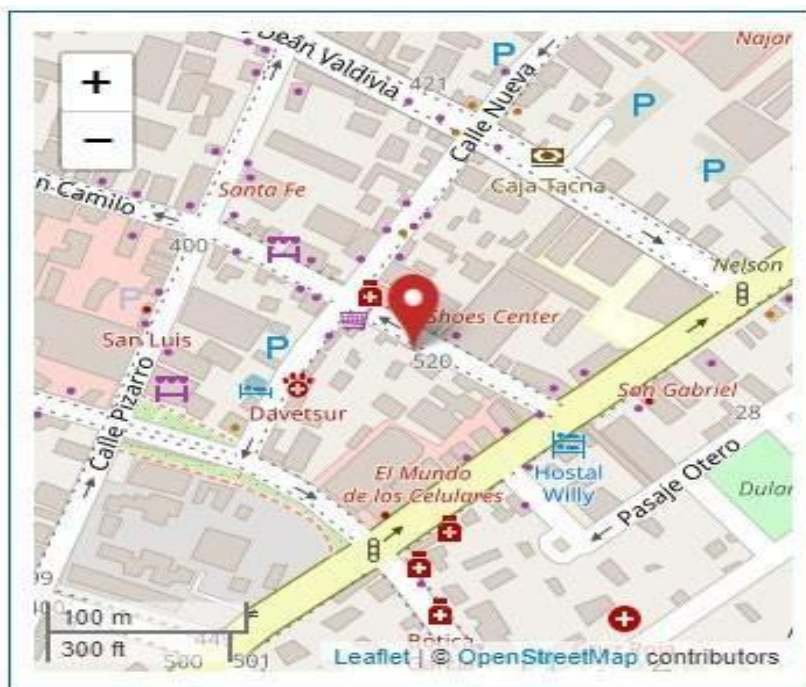 +
−
Deán Valdivia
421
Calle Nueva
P
Najar
P
P
Caja Tacna
Santa Fe
n Camilo
400
Nelson
P
San Luis
P
Shoes Center
520
Davetsur
San Gabriel
28
Calle Pizarro
Hostal
Willy
El Mundo
de los Celulares
Pasaje Otero
Dular
100 m
300 ft
500
501
Botica
Leaflet | © OpenStreetMap contributors